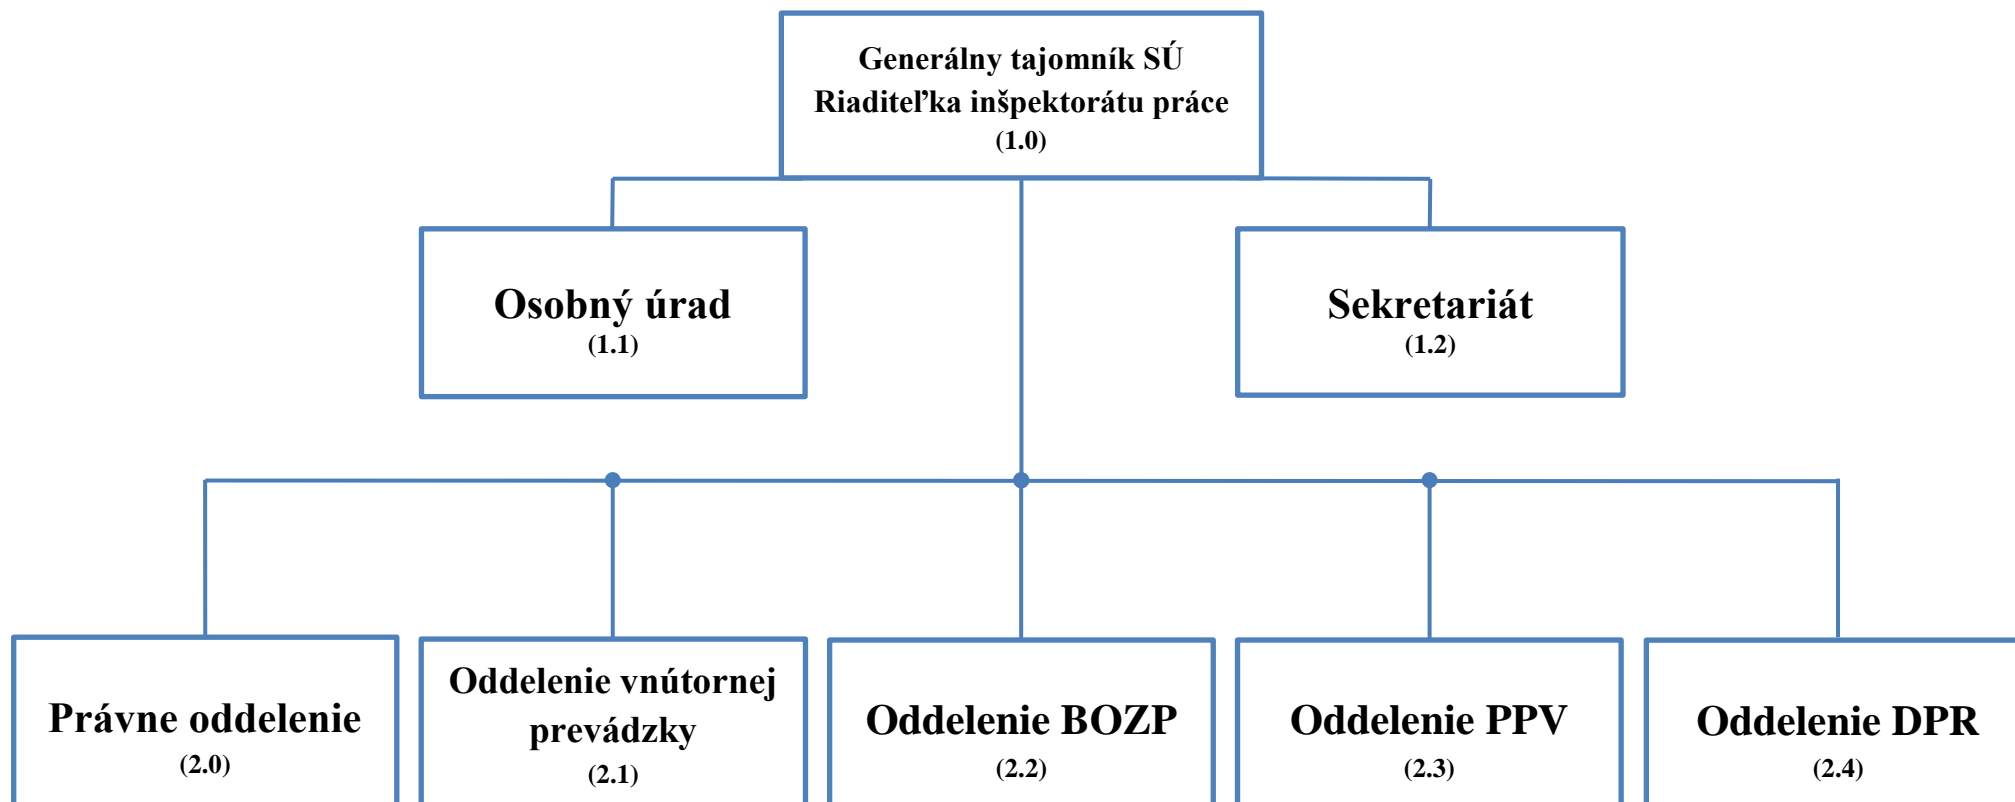 Generálny tajomník SÚ
Riaditeľka inšpektorátu práce
(1.0)
Osobný úrad
(1.1)
Sekretariát
(1.2)
Právne oddelenie
(2.0)
Oddelenie vnútornej
prevádzky
(2.1)
Oddelenie BOZP
(2.2)
Oddelenie PPV
(2.3)
Oddelenie DPR
(2.4)